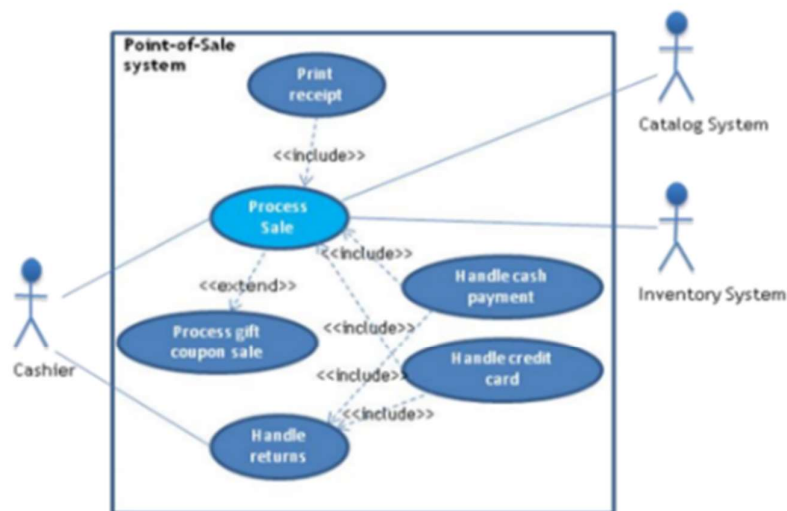 Point-of-Sale
system
Print
receipt
Catalog System
<<include>>
Process
Sale
<<include>>
Handle cash
payment
<<extend>>
Inventory System
Process gift
coupon sale
<<include>>
Cashier
Handle credit
card
<<include>>
<<include>>
Handle
returns